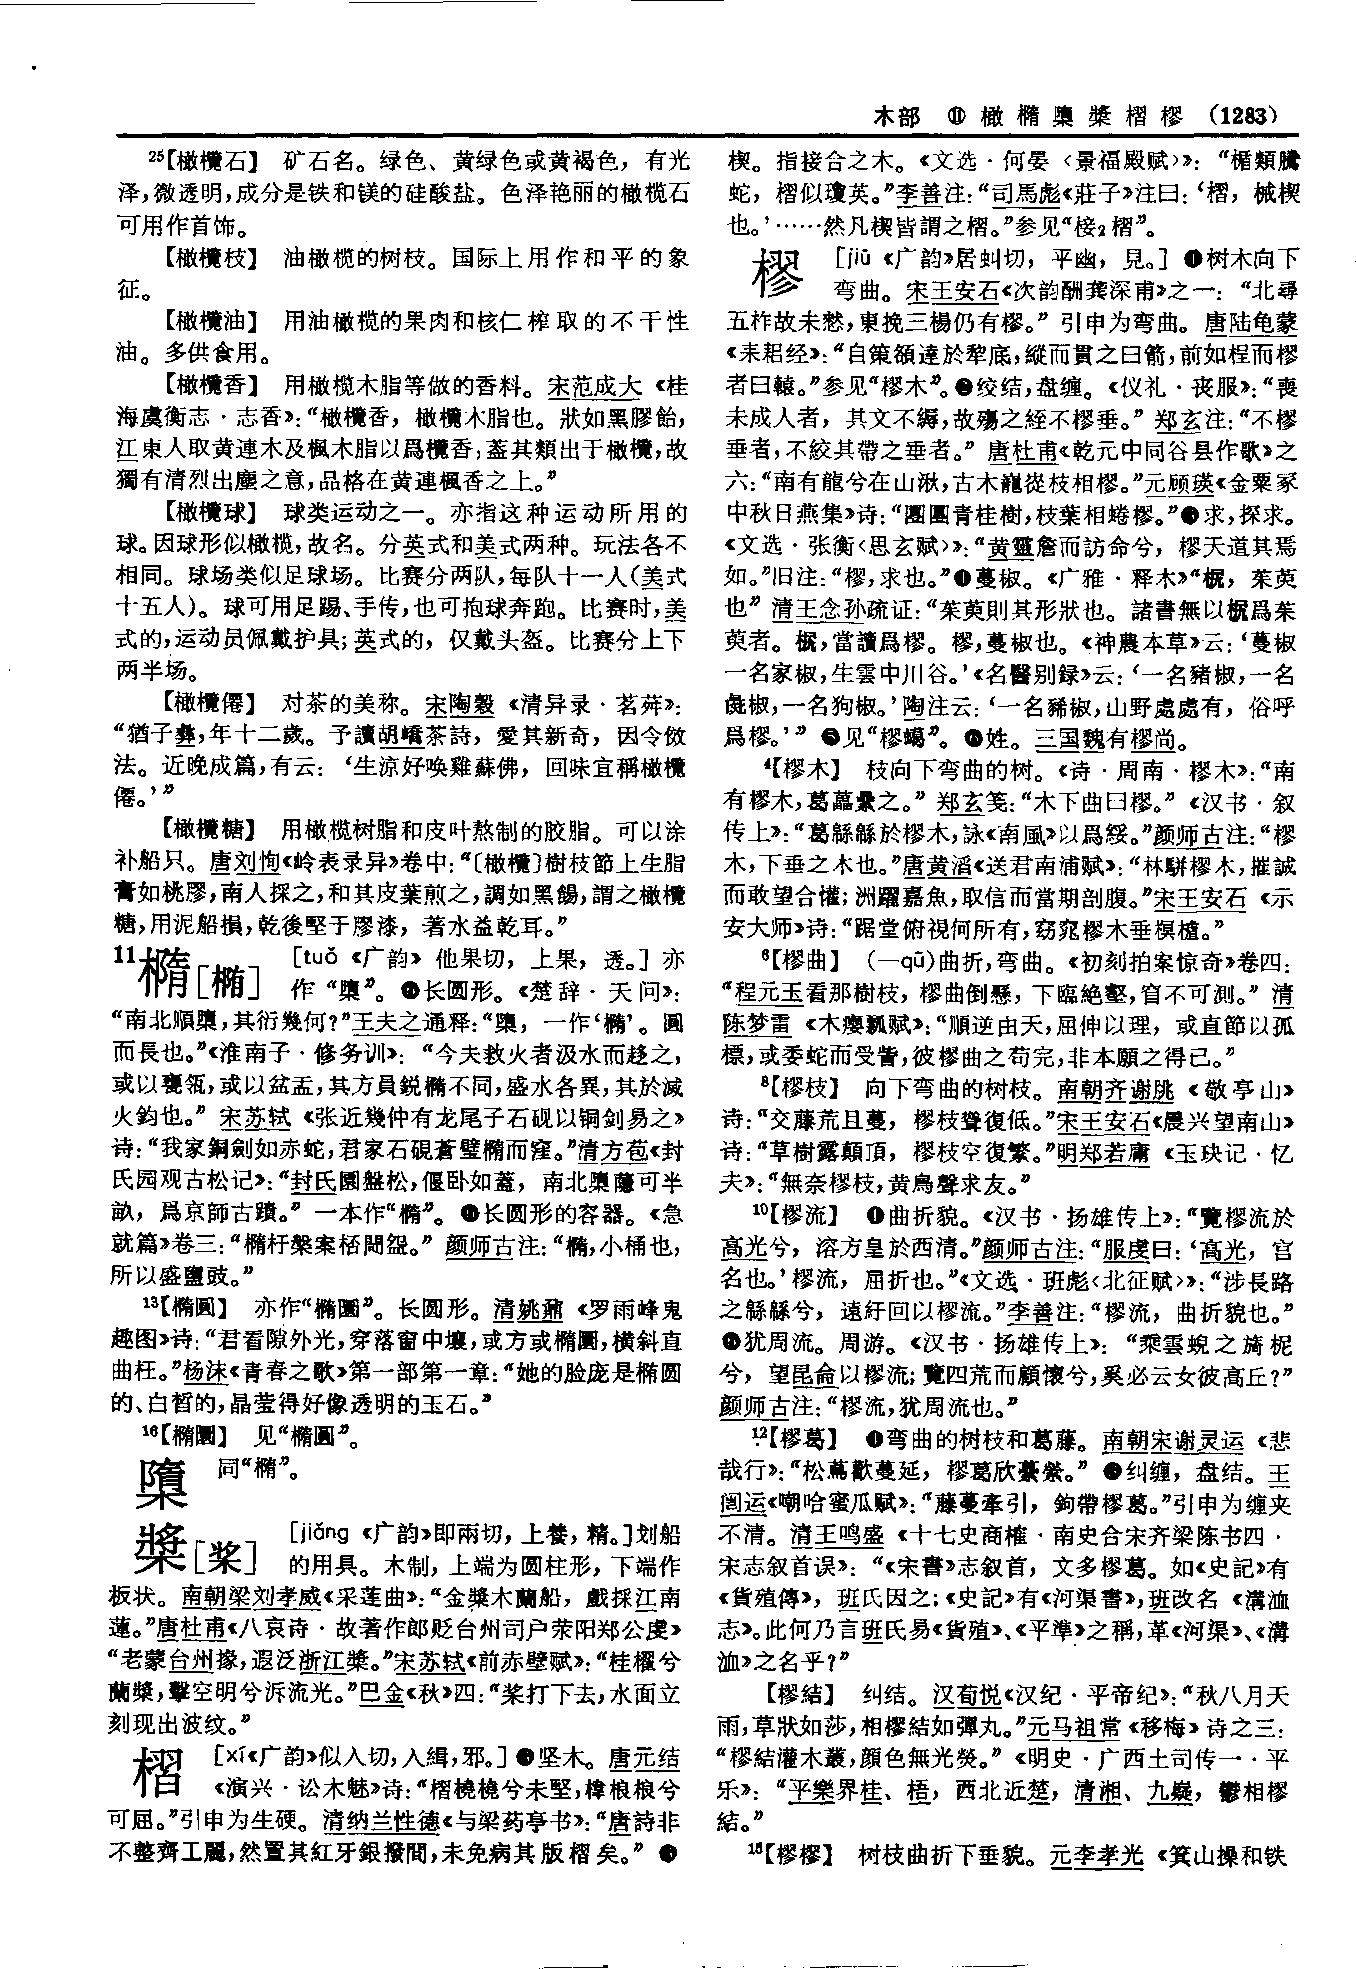 木部 ⑪ 橄橢橥槳槢樛 （1283）
25【橄欖石】 矿石名。绿色、黄绿色或黄褐色，有光
泽，微透明，成分是铁和镁的硅酸盐。色泽艳丽的橄榄石
可用作首饰。
【橄欖枝】 油橄榄的树枝。国际上用作和平的象
征。
【橄欖油】 用油橄榄的果肉和核仁榨取的不干性
油。多供食用。
【橄欖香】 用橄榄木脂等做的香料。宋范成大《桂
海虞衡志·志香》：“橄欖香，橄欖木脂也。狀如黑膠飴，
江東人取黄連木及楓木脂以爲欖香；蓋其類出于橄欖，故
獨有清烈出塵之意，品格在黄連楓香之上。”
【橄欖球】 球类运动之一。亦指这种运动所用的
球。因球形似橄榄，故名。分英式和美式两种。玩法各不
相同。球场类似足球场。比赛分两队，每队十一人（美式
十五人）。球可用足踢、手传，也可抱球奔跑。比赛时，美
式的，运动员佩戴护具；英式的，仅戴头盔。比赛分上下
两半场。
【橄欖僊】 对茶的美称。宋陶穀《清异录·茗荈》：
“猶子彝，年十二歲。予讀胡嶠茶詩，愛其新奇，因令倣
法。近晚成篇，有云：‘生涼好唤雞蘇佛，回味宜稱橄欖
僊。’”
【橄欖糖】 用橄榄树脂和皮叶熬制的胶脂。可以涂
补船只。唐刘恂《岭表录异》卷中：“〔橄欖〕樹枝節上生脂
膏如桃膠，南人採之，和其皮葉煎之，調如黑餳，謂之橄欖
糖，用泥船損，乾後堅于膠漆，著水益乾耳。”
11橢［椭］ ［tuǒ 《广韵》他果切，上果，透。］亦
作“㯐”。❶长圆形。《楚辞·天问》：
“南北順㯐，其衍幾何？”王夫之通释：“㯐，一作‘橢’。圓
而長也。”《淮南子·修务训》：“今夫救火者汲水而趍之，
或以甕瓴，或以盆盂，其方員鋭橢不同，盛水各異，其於滅
火鈞也。”宋苏轼《张近幾仲有龙尾子石砚以铜剑易之》
诗：“我家銅劍如赤蛇，君家石硯蒼璧橢而窪。”清方苞《封
氏园观古松记》：“封氏園盤松，偃卧如蓋，南北㯐蔭可半
畝，爲京師古蹟。”一本作“橢”。❷长圆形的容器。《急
就篇》卷三：“橢杅槃案桮閜盌。”颜师古注：“橢，小桶也，
所以盛鹽豉。”
13【橢圓】 亦作“橢圜”。长圆形。清姚鼐《罗雨峰鬼
趣图》诗：“君看隙外光，穿落窗中壤，或方或橢圜，横斜直
曲枉。”杨沫《青春之歌》第一部第一章：“她的脸庞是椭圆
的、白皙的，晶莹得好像透明的玉石。”
16【橢圜】 见“橢圓”。
㯐 同“橢”。
槳［桨］ ［jiǎng 《广韵》即兩切，上養，精。］划船
的用具。木制，上端为圆柱形，下端作
板状。南朝梁刘孝威《采莲曲》：“金槳木蘭船，戲採江南
蓮。”唐杜甫《八哀诗·故著作郎贬台州司户荥阳郑公虔》
“老蒙台州掾，遐泛浙江槳。”宋苏轼《前赤壁赋》：“桂櫂兮
蘭槳，擊空明兮泝流光。”巴金《秋》四：“桨打下去，水面立
刻现出波纹。”
槢 ［xí《广韵》似入切，入緝，邪。］❶坚木。唐元结
《演兴·讼木魅》诗：“槢橈橈兮未堅，樟桹桹兮
可屈。”引申为生硬。清纳兰性德《与梁药亭书》：“唐詩非
不整齊工麗，然置其紅牙銀撥間，未免病其版槢矣。”❷
楔。指接合之木。《文选·何晏〈景福殿赋〉》：“楯類騰
蛇，槢似瓊英。”李善注：“司馬彪《莊子》注曰：‘槢，械楔
也。’……然凡楔皆謂之槢。”参见“椄2槢”。
樛 ［jiū 《广韵》居虯切，平幽，見。］❶树木向下
弯曲。宋王安石《次韵酬龚深甫》之一：“北尋
五柞故未憖，東挽三楊仍有樛。”引申为弯曲。唐陆龟蒙
《耒耜经》：“自策頟達於犂底，縱而貫之曰箭，前如桯而樛
者曰轅。”参见“樛木”。❷绞结，盘缠。《仪礼·丧服》：“喪
未成人者，其文不縟，故殤之絰不樛垂。”郑玄注：“不樛
垂者，不絞其帶之垂者。”唐杜甫《乾元中同谷县作歌》之
六：“南有龍兮在山湫，古木巃嵸枝相樛。”元顾瑛《金粟冢
中秋日燕集》诗：“團團青桂樹，枝葉相蜷樛。”❸求，探求。
《文选·张衡〈思玄赋〉》：“黄靈詹而訪命兮，樛天道其焉
如。”旧注：“樛，求也。”❹蔓椒。《广雅·释木》“樧，茱萸
也”清王念孙疏证：“茱萸則其形狀也。諸書無以樧爲茱
萸者。樧，當讀爲樛。樛，蔓椒也。《神農本草》云：‘蔓椒
一名家椒，生雲中川谷。’《名醫别録》云：‘一名豬椒，一名
彘椒，一名狗椒。’陶注云：‘一名豨椒，山野處處有，俗呼
爲樛。’”❺见“樛蟉”。❻姓。三国魏有樛尚。
4【樛木】 枝向下弯曲的树。《诗·周南·樛木》：“南
有樛木，葛藟纍之。”郑玄笺：“木下曲曰樛。”《汉书·叙
传上》：“葛緜緜於樛木，詠《南風》以爲綏。”颜师古注：“樛
木，下垂之木也。”唐黄滔《送君南浦赋》：“林駢樛木，摧誠
而敢望合懽；洲躍嘉魚，取信而當期剖腹。”宋王安石《示
安大师》诗：“踞堂俯視何所有，窈窕樛木垂榠樝。”
6【樛曲】 （—qū）曲折，弯曲。《初刻拍案惊奇》卷四：
“程元玉看那樹枝，樛曲倒懸，下臨絶壑，窅不可測。”清
陈梦雷《木瘿瓢赋》：“順逆由天，屈伸以理，或直節以孤
標，或委蛇而受訾，彼樛曲之苟完，非本願之得已。”
8【樛枝】 向下弯曲的树枝。南朝齐谢朓《敬亭山》
诗：“交藤荒且蔓，樛枝聳復低。”宋王安石《晨兴望南山》
诗：“草樹露顛頂，樛枝空復繁。”明郑若庸《玉玦记·忆
夫》：“無奈樛枝，黄鳥聲求友。”
10【樛流】 ❶曲折貌。《汉书·扬雄传上》：“覽樛流於
高光兮，溶方皇於西清。”颜师古注：“服虔曰：‘高光，宫
名也。’樛流，屈折也。”《文选·班彪〈北征赋〉》：“涉長路
之緜緜兮，遠紆回以樛流。”李善注：“樛流，曲折貌也。”
❷犹周流。周游。《汉书·扬雄传上》：“乘雲蜺之旖柅
兮，望昆侖以樛流；覽四荒而顧懷兮，奚必云女彼高丘？”
颜师古注：“樛流，犹周流也。”
12【樛葛】 ❶弯曲的树枝和葛藤。南朝宋谢灵运《悲
哉行》：“松蔦歡蔓延，樛葛欣虆縈。”❷纠缠，盘结。王
闿运《嘲哈蜜瓜赋》：“藤蔓牽引，鉤帶樛葛。”引申为缠夹
不清。清王鸣盛《十七史商榷·南史合宋齐梁陈书四·
宋志叙首误》：“《宋書》志叙首，文多樛葛。如《史記》有
《貨殖傳》，班氏因之；《史記》有《河渠書》，班改名《溝洫
志》。此何乃言班氏易《貨殖》、《平準》之稱，革《河渠》、《溝
洫》之名乎？”
【樛結】 纠结。汉荀悦《汉纪·平帝纪》：“秋八月天
雨，草狀如莎，相樛結如彈丸。”元马祖常《移梅》诗之三：
“樛結灌木叢，顔色無光熒。”《明史·广西土司传一·平
乐》：“平樂界桂、梧，西北近楚，清湘、九嶷，鬱相樛
結。”
15【樛樛】 树枝曲折下垂貌。元李孝光《箕山操和铁